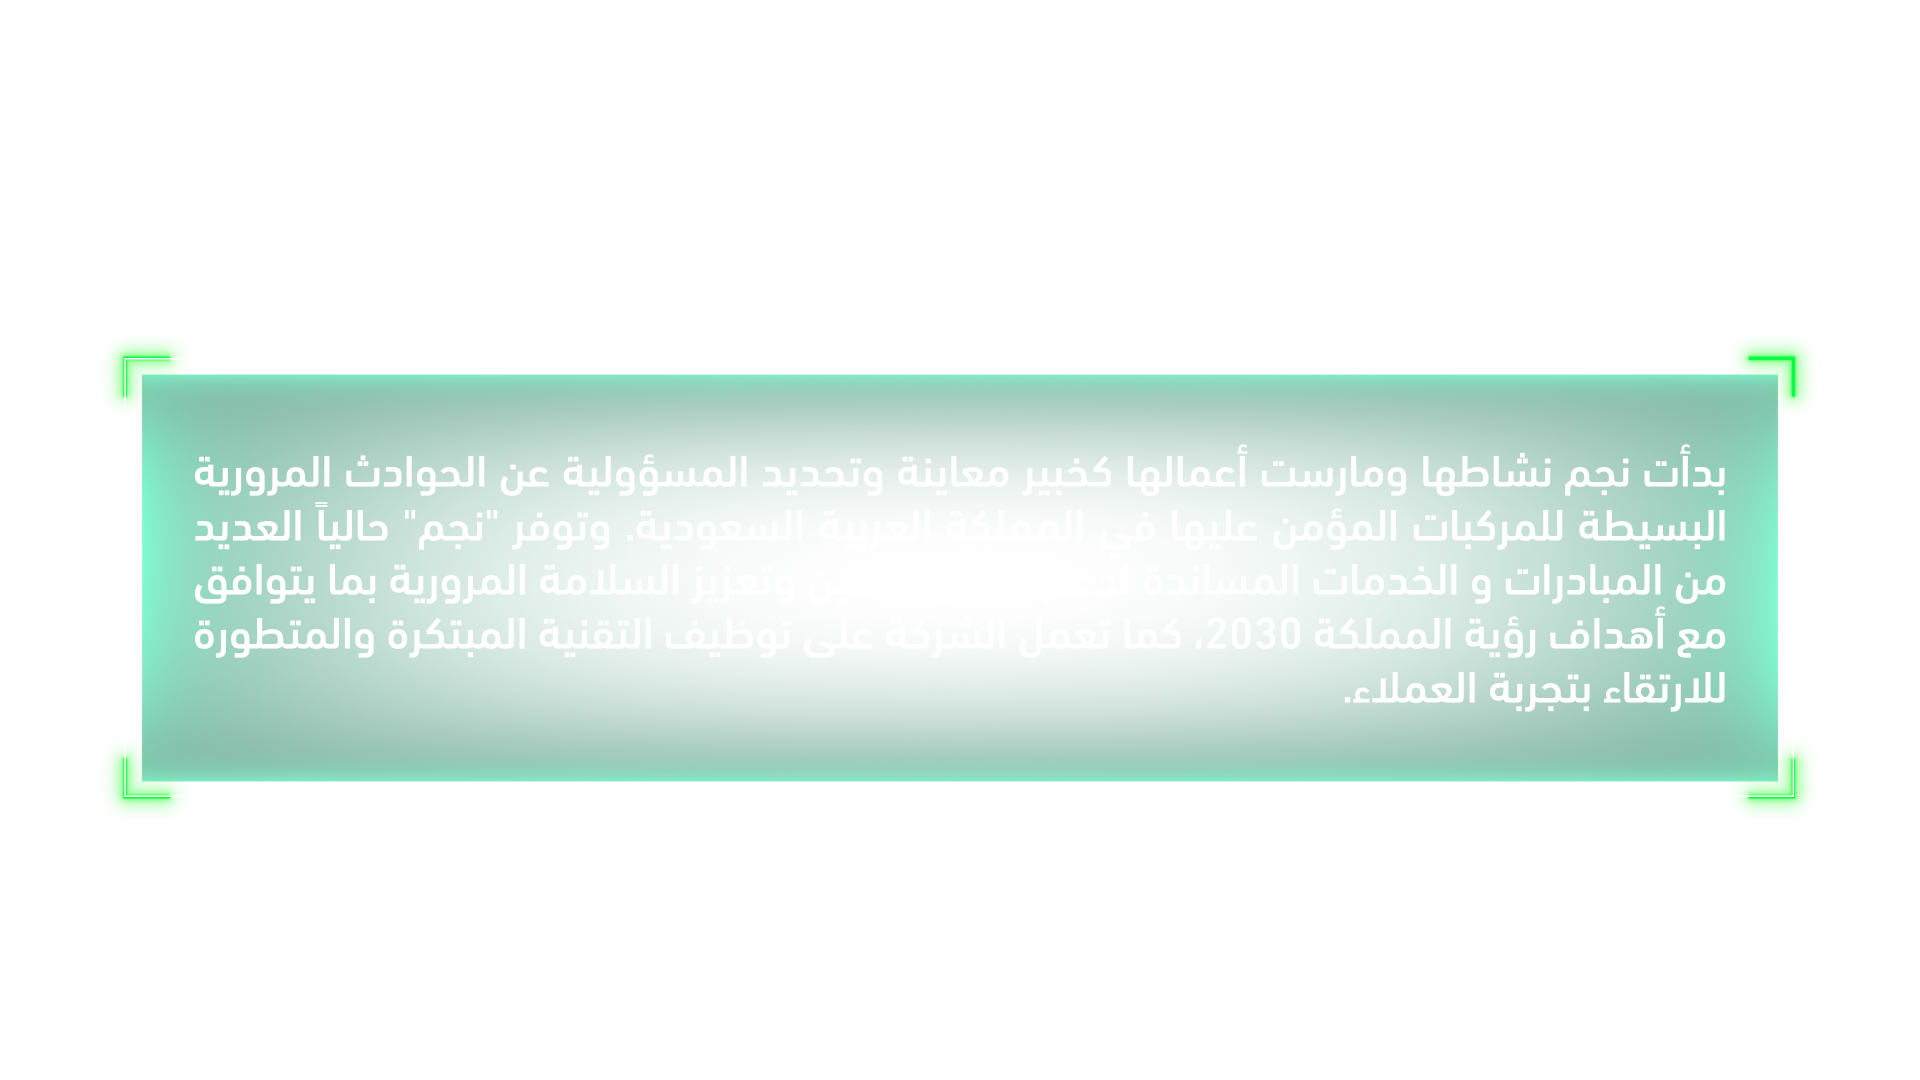 بدأت نجم نشاطها ومارست أعمالها كخبير معاينة وتحديد المسؤولية عن الحوادث المرورية
البسيطة للمركبات المؤمن عليها في المملكة العربية السعودية. وتوفر "نجم" حالياً العديد
من المبادرات و الخدمات المساندة لدعم وتعزيز السلامة المرورية بما يتوافق
مع أهداف رؤية المملكة 2030، كما تعمل الشركة على توظيف التقنية المبتكرة والمتطورة
للارتقاء بتجربة العملاء.